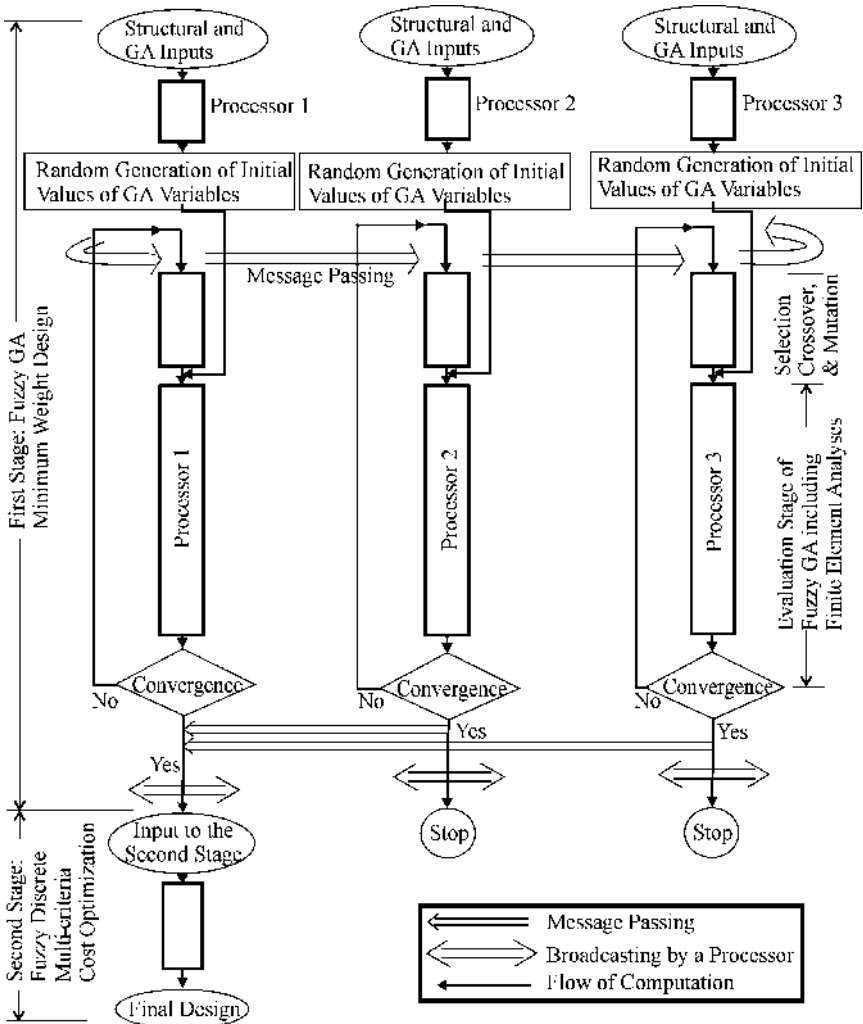 Structural and
GA Inputs
Structural and
GA Inputs
Structural and
GA Inputs
Processor 1
Processor 2
Processor 3
Random Generation of Initial
Values of GA Variables
Random Generation of Initial
Values of GA Variables
Random Generation of Initial
Values of GA Variables
Message Passing
Selection
Crossover,
& Mutation
First Stage: Fuzzy GA
Minimum Weight Design
Processor 1
Processor 2
Processor 3
Evaluation Stage of
Fuzzy GA including
Finite Element Analyses
Convergence
Convergence
Convergence
No
No
No
Yes
Yes
Yes
Input to the
Second Stage
Stop
Stop
Second Stage:
Fuzzy Discrete
Multi-criteria
Cost Optimization
Final Design
Message Passing
Broadcasting by a Processor
Flow of Computation